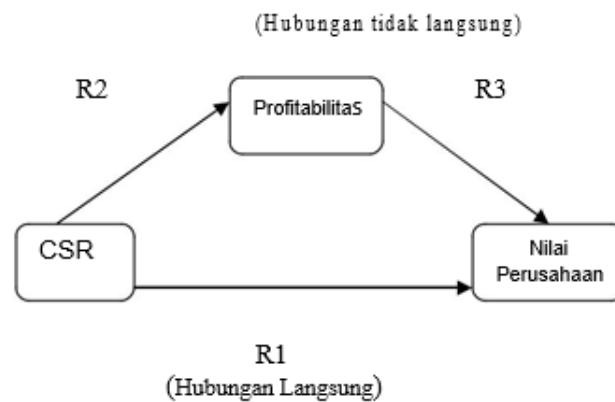 (Hubungan tidak langsung)
R2
R3
Profitabilitas
CSR
Nilai
Perusahaan
R1
(Hubungan Langsung)